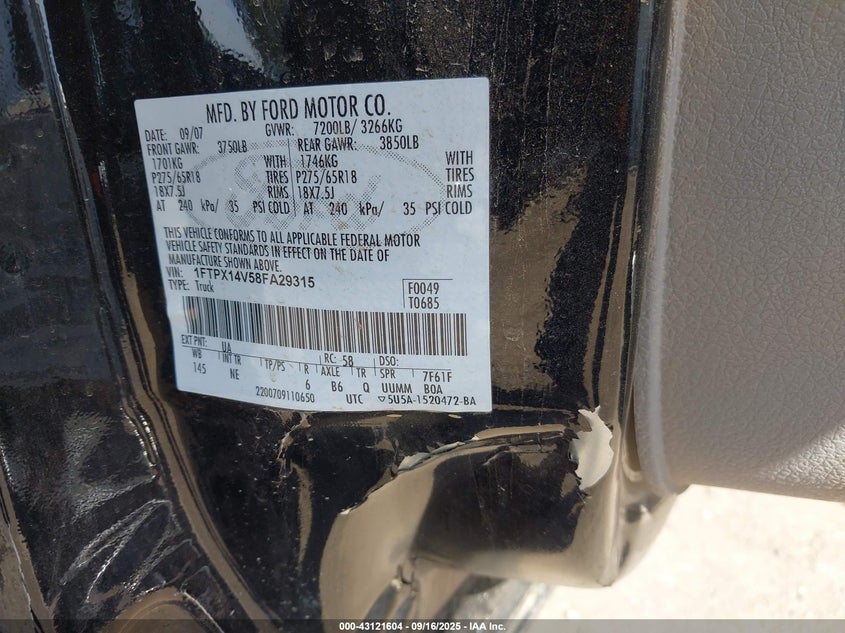 MFD. BY FORD MOTOR CO.
DATE: 09/07 GVWR: 7200LB/ 3266KG
FRONT GAWR: 3750LB REAR GAWR: 3850LB
1701KG WITH 1746KG WITH
P275/65R18 TIRES P275/65R18 TIRES
18X7.5J RIMS 18X7.5J RIMS
AT 240 kPa/ 35 PSI COLD AT 240 kPa/ 35 PSI COLD
THIS VEHICLE CONFORMS TO ALL APPLICABLE FEDERAL MOTOR
VEHICLE SAFETY STANDARDS IN EFFECT ON THE DATE OF
MANUFACTURE SHOWN ABOVE.
VIN: 1FTPX14V58FA29315
TYPE: Truck
F0049
T0685
EXT PNT: UA RC: 58 DSO:
WB INT TR TP/PS R AXLE TR SPR 7F61F
145 NE 6 B6 Q UUMM BOA
2200709110650 UTC ▽5U5A-1520472-BA
000-43121604 | 09/16/2025 | IAA Inc.